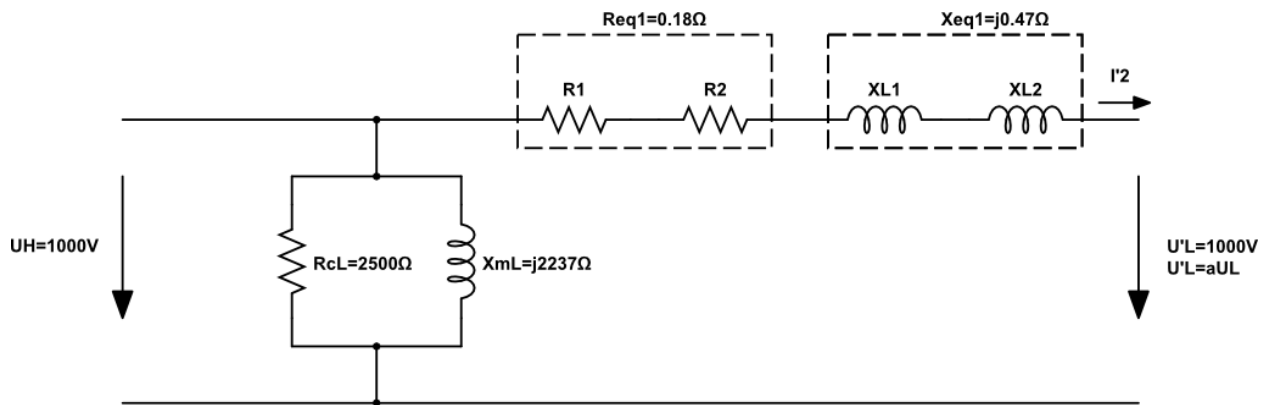 Req1=0.18Ω
Xeq1=j0.47Ω
R1
R2
XL1
XL2
I'2
UH=1000V
RcL=2500Ω
XmL=j2237Ω
U'L=1000V
U'L=aUL